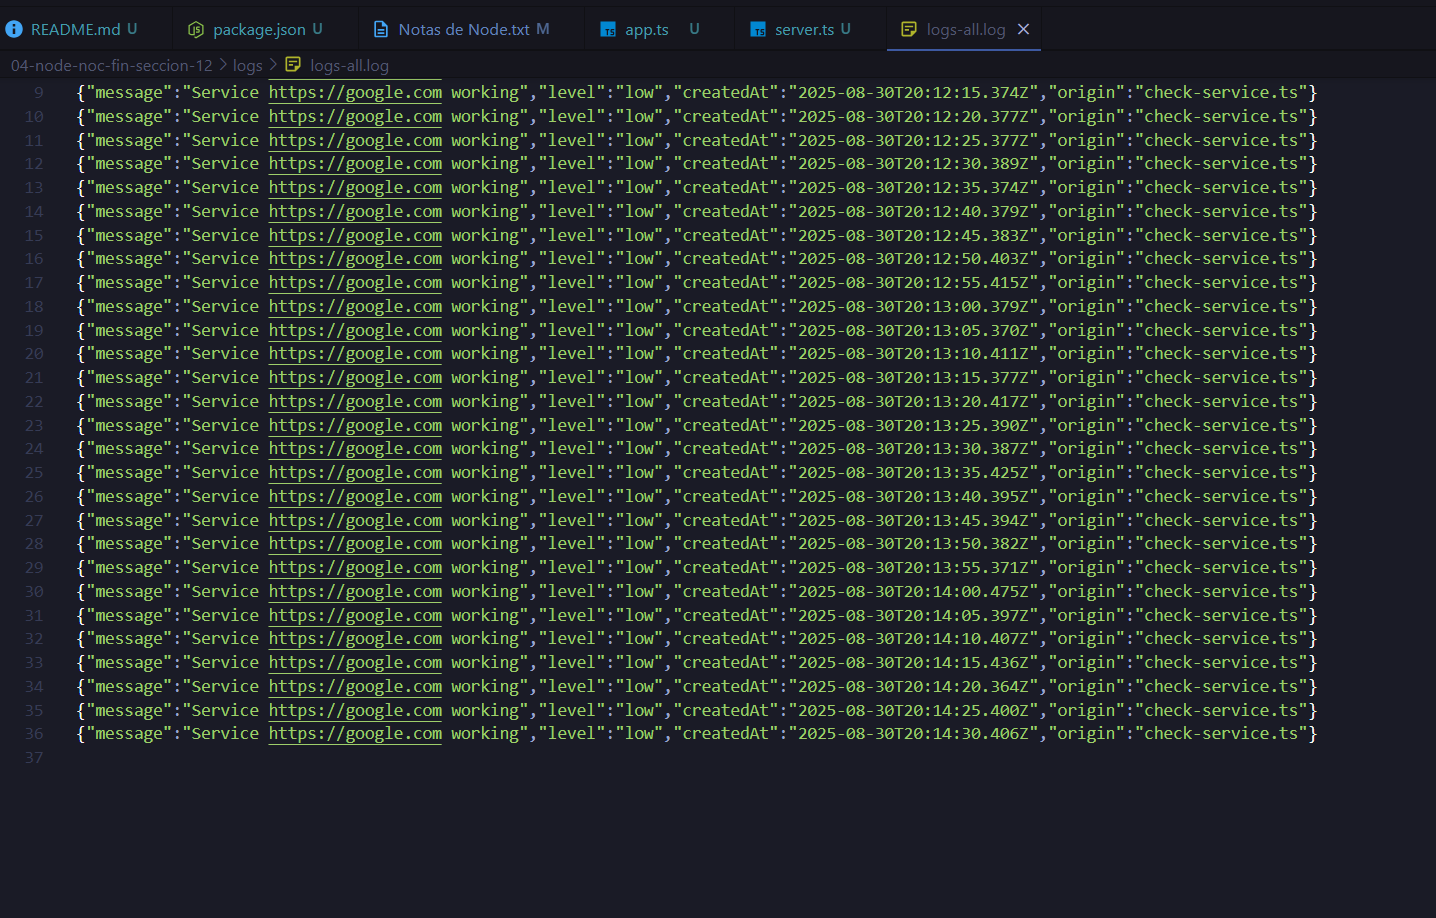 README.md U package.json U Notas de Node.txt M app.ts U server.ts U logs-all.log
04-node-noc-fin-seccion-12 > logs > logs-all.log
9 {"message":"Service https://google.com working","level":"low","createdAt":"2025-08-30T20:12:15.374Z","origin":"check-service.ts"}
10 {"message":"Service https://google.com working","level":"low","createdAt":"2025-08-30T20:12:20.377Z","origin":"check-service.ts"}
11 {"message":"Service https://google.com working","level":"low","createdAt":"2025-08-30T20:12:25.377Z","origin":"check-service.ts"}
12 {"message":"Service https://google.com working","level":"low","createdAt":"2025-08-30T20:12:30.389Z","origin":"check-service.ts"}
13 {"message":"Service https://google.com working","level":"low","createdAt":"2025-08-30T20:12:35.374Z","origin":"check-service.ts"}
14 {"message":"Service https://google.com working","level":"low","createdAt":"2025-08-30T20:12:40.379Z","origin":"check-service.ts"}
15 {"message":"Service https://google.com working","level":"low","createdAt":"2025-08-30T20:12:45.383Z","origin":"check-service.ts"}
16 {"message":"Service https://google.com working","level":"low","createdAt":"2025-08-30T20:12:50.403Z","origin":"check-service.ts"}
17 {"message":"Service https://google.com working","level":"low","createdAt":"2025-08-30T20:12:55.415Z","origin":"check-service.ts"}
18 {"message":"Service https://google.com working","level":"low","createdAt":"2025-08-30T20:13:00.379Z","origin":"check-service.ts"}
19 {"message":"Service https://google.com working","level":"low","createdAt":"2025-08-30T20:13:05.370Z","origin":"check-service.ts"}
20 {"message":"Service https://google.com working","level":"low","createdAt":"2025-08-30T20:13:10.411Z","origin":"check-service.ts"}
21 {"message":"Service https://google.com working","level":"low","createdAt":"2025-08-30T20:13:15.377Z","origin":"check-service.ts"}
22 {"message":"Service https://google.com working","level":"low","createdAt":"2025-08-30T20:13:20.417Z","origin":"check-service.ts"}
23 {"message":"Service https://google.com working","level":"low","createdAt":"2025-08-30T20:13:25.390Z","origin":"check-service.ts"}
24 {"message":"Service https://google.com working","level":"low","createdAt":"2025-08-30T20:13:30.387Z","origin":"check-service.ts"}
25 {"message":"Service https://google.com working","level":"low","createdAt":"2025-08-30T20:13:35.425Z","origin":"check-service.ts"}
26 {"message":"Service https://google.com working","level":"low","createdAt":"2025-08-30T20:13:40.395Z","origin":"check-service.ts"}
27 {"message":"Service https://google.com working","level":"low","createdAt":"2025-08-30T20:13:45.394Z","origin":"check-service.ts"}
28 {"message":"Service https://google.com working","level":"low","createdAt":"2025-08-30T20:13:50.382Z","origin":"check-service.ts"}
29 {"message":"Service https://google.com working","level":"low","createdAt":"2025-08-30T20:13:55.371Z","origin":"check-service.ts"}
30 {"message":"Service https://google.com working","level":"low","createdAt":"2025-08-30T20:14:00.475Z","origin":"check-service.ts"}
31 {"message":"Service https://google.com working","level":"low","createdAt":"2025-08-30T20:14:05.397Z","origin":"check-service.ts"}
32 {"message":"Service https://google.com working","level":"low","createdAt":"2025-08-30T20:14:10.407Z","origin":"check-service.ts"}
33 {"message":"Service https://google.com working","level":"low","createdAt":"2025-08-30T20:14:15.436Z","origin":"check-service.ts"}
34 {"message":"Service https://google.com working","level":"low","createdAt":"2025-08-30T20:14:20.364Z","origin":"check-service.ts"}
35 {"message":"Service https://google.com working","level":"low","createdAt":"2025-08-30T20:14:25.400Z","origin":"check-service.ts"}
36 {"message":"Service https://google.com working","level":"low","createdAt":"2025-08-30T20:14:30.406Z","origin":"check-service.ts"}
37